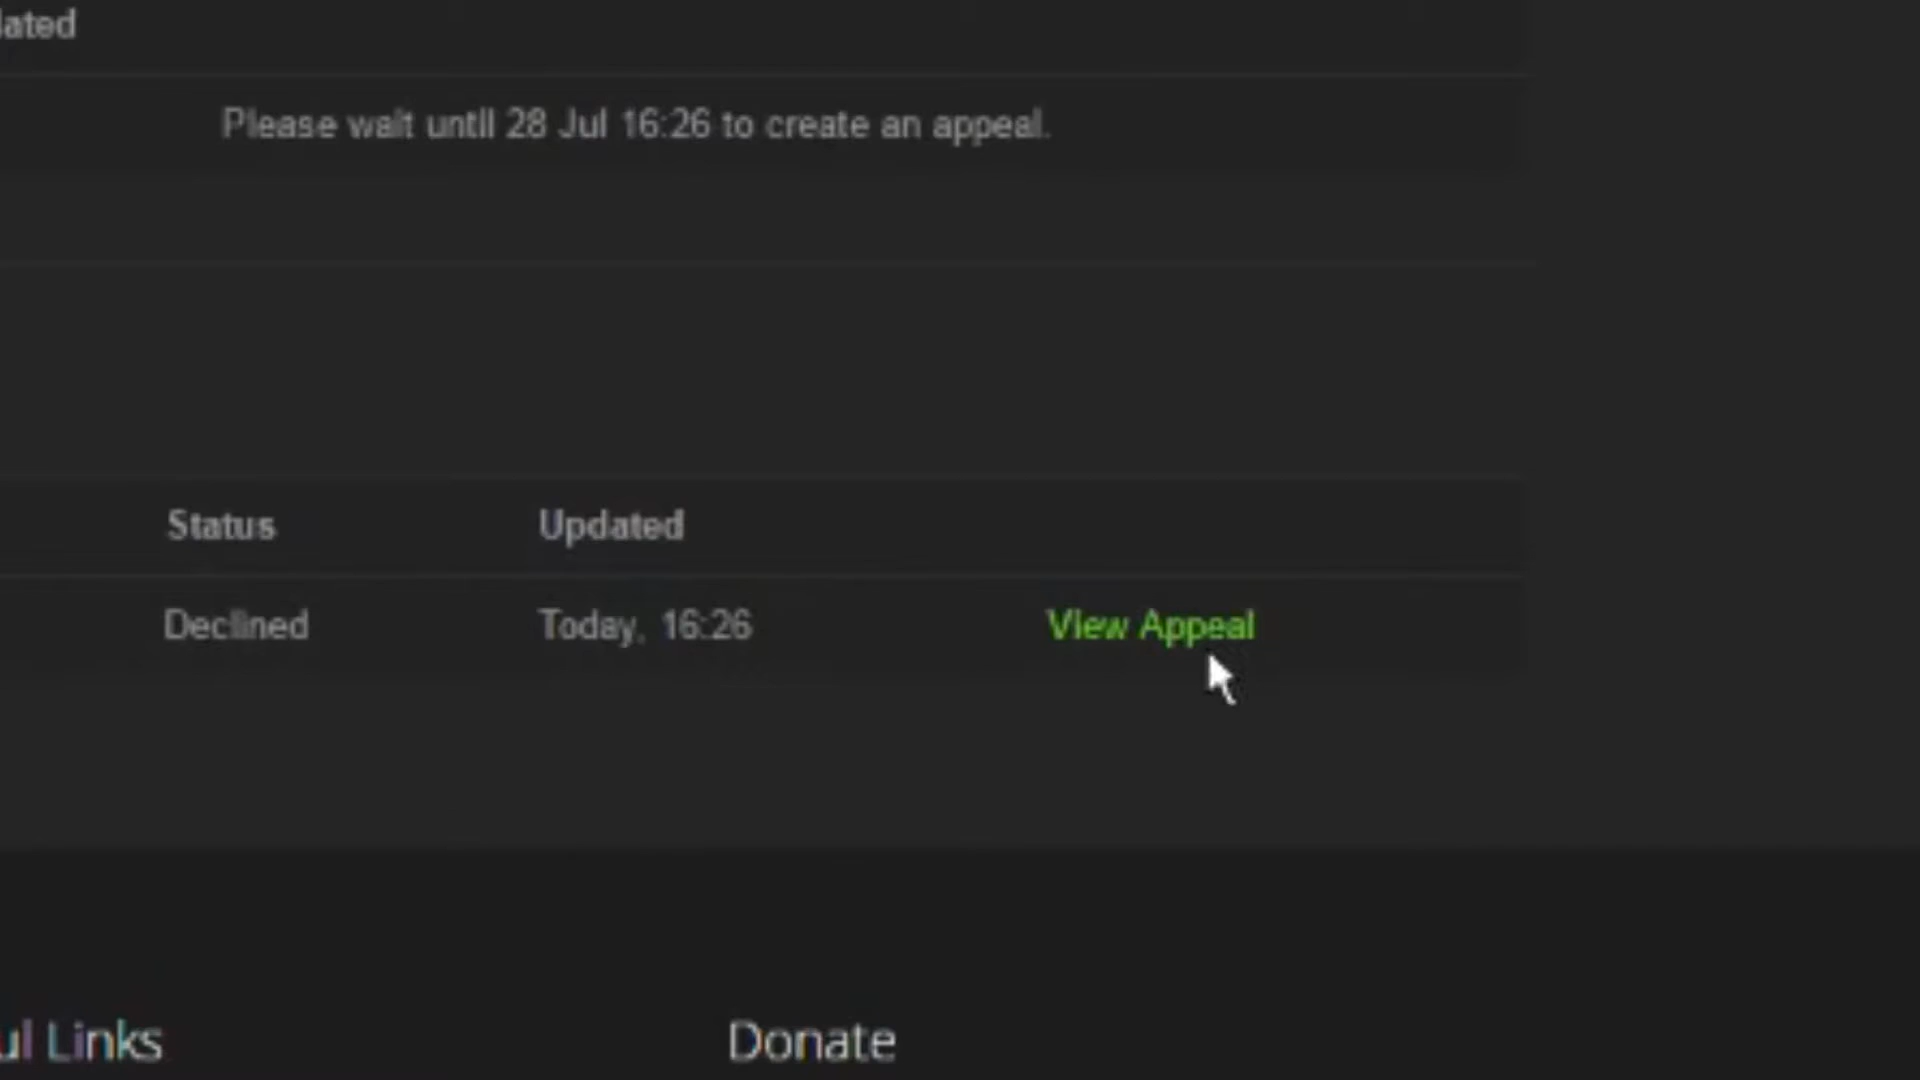 lated
Please wait until 28 Jul 16:26 to create an appeal.
Status Updated
Declined Today, 16:26 View Appeal
ul Links Donate